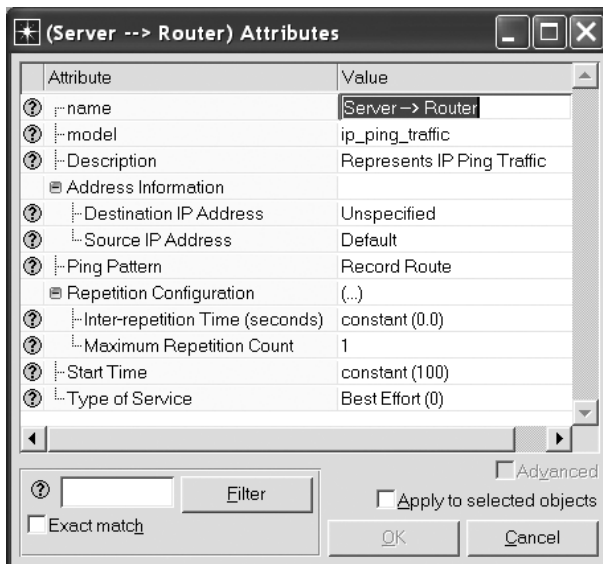 (Server --> Router) Attributes
Attribute Value
name Server --> Router
model ip_ping_traffic
Description Represents IP Ping Traffic
Address Information
Destination IP Address Unspecified
Source IP Address Default
Ping Pattern Record Route
Repetition Configuration (...)
Inter-repetition Time (seconds) constant (0.0)
Maximum Repetition Count 1
Start Time constant (100)
Type of Service Best Effort (0)
Advanced
Filter
Apply to selected objects
Exact match
OK Cancel